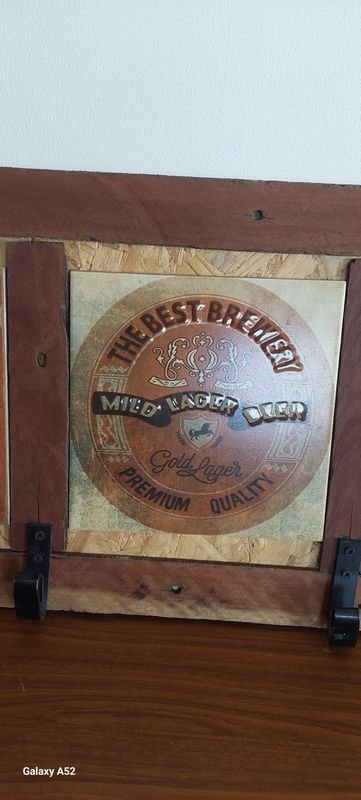 THE BEST BREWERY
MILD LAGER BEER
Gold Lager
PREMIUM QUALITY
Galaxy A52